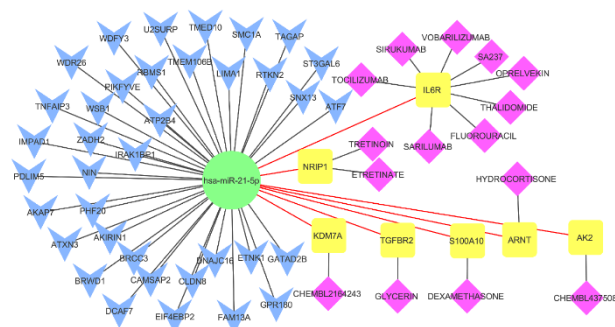 U2SURP
TMED10
SMC1A
TAGAP
WDFY3
VOBARILIZUMAB
SIRUKUMAB
SA237
WDR26
RBMS1
TMEM106B
LIMA1
RTKN2
ST3GAL6
OPRELVEKIN
TOCILIZUMAB
IL6R
PIKFYVE
SNX13
THALIDOMIDE
TNFAIP3
WSB1
ATP2B4
ATF7
FLUOROURACIL
IMPAD1
ZADH2
IRAK1BP1
SARILUMAB
TRETINOIN
PDLIM5
NIN
hsa-miR-21-5p
NRIP1
ETRETINATE
HYDROCORTISONE
AKAP7
PHF20
ATXN3
AKIRIN1
KDM7A
TGFBR2
S100A10
ARNT
AK2
BRWD1
BRCC3
CAMSAP2
CLDN8
DNAJC16
ETNK1
GATAD2B
DCAF7
EIF4EBP2
FAM13A
GPR180
CHEMBL2164243
GLYCERIN
DEXAMETHASONE
CHEMBL437508